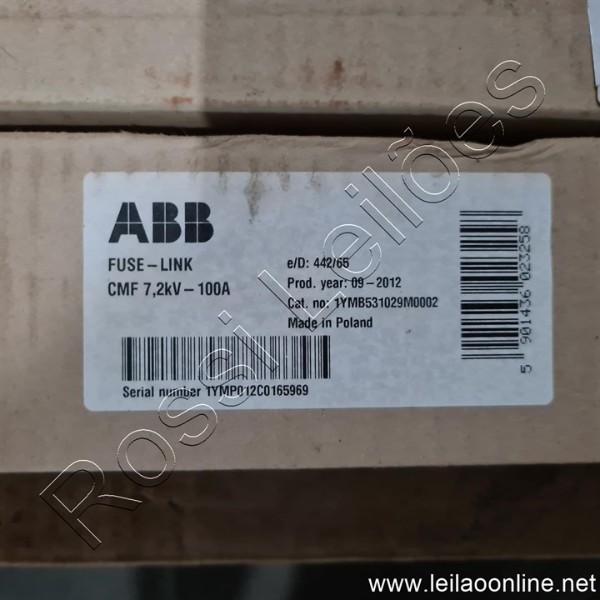 ABB
FUSE-LINK
CMF 7,2kV-100A
e/D: 442/65
Prod. year: 09-2012
Cat. no: 1YMB531029M0002
Made in Poland
Serial number 1YMP012C0165969
5 901436 023258
Rossi Leilões
www.leilaoonline.net